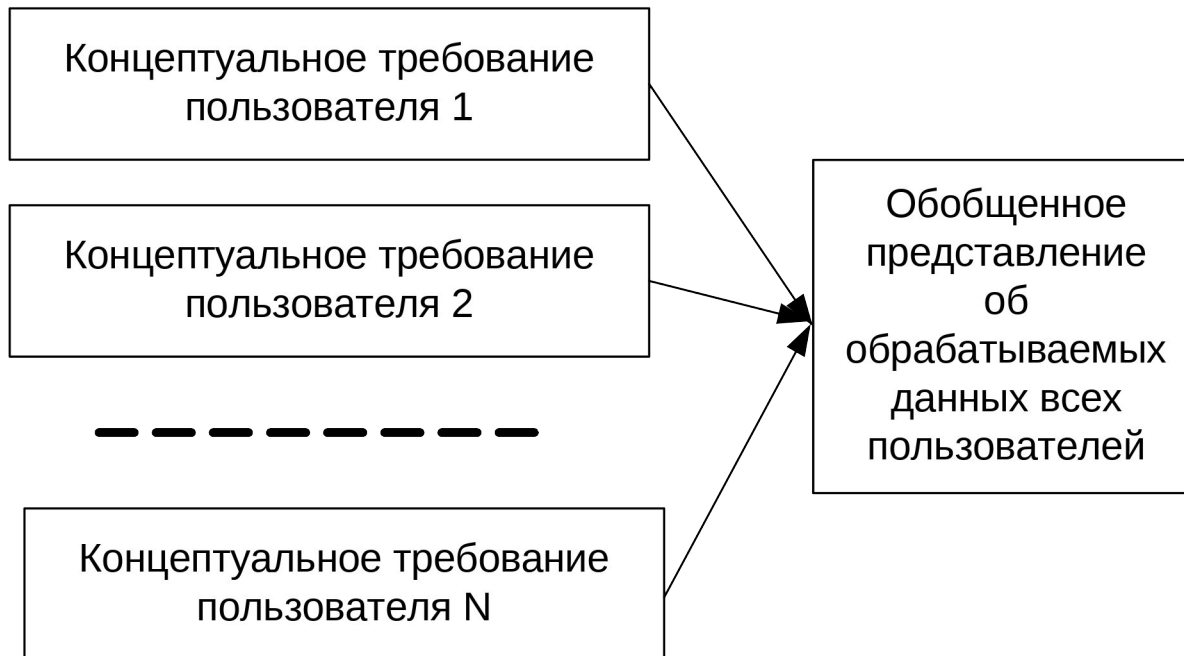 Концептуальное требование
пользователя 1
Концептуальное требование
пользователя 2
Концептуальное требование
пользователя N
Обобщенное
представление
об
обрабатываемых
данных всех
пользователей